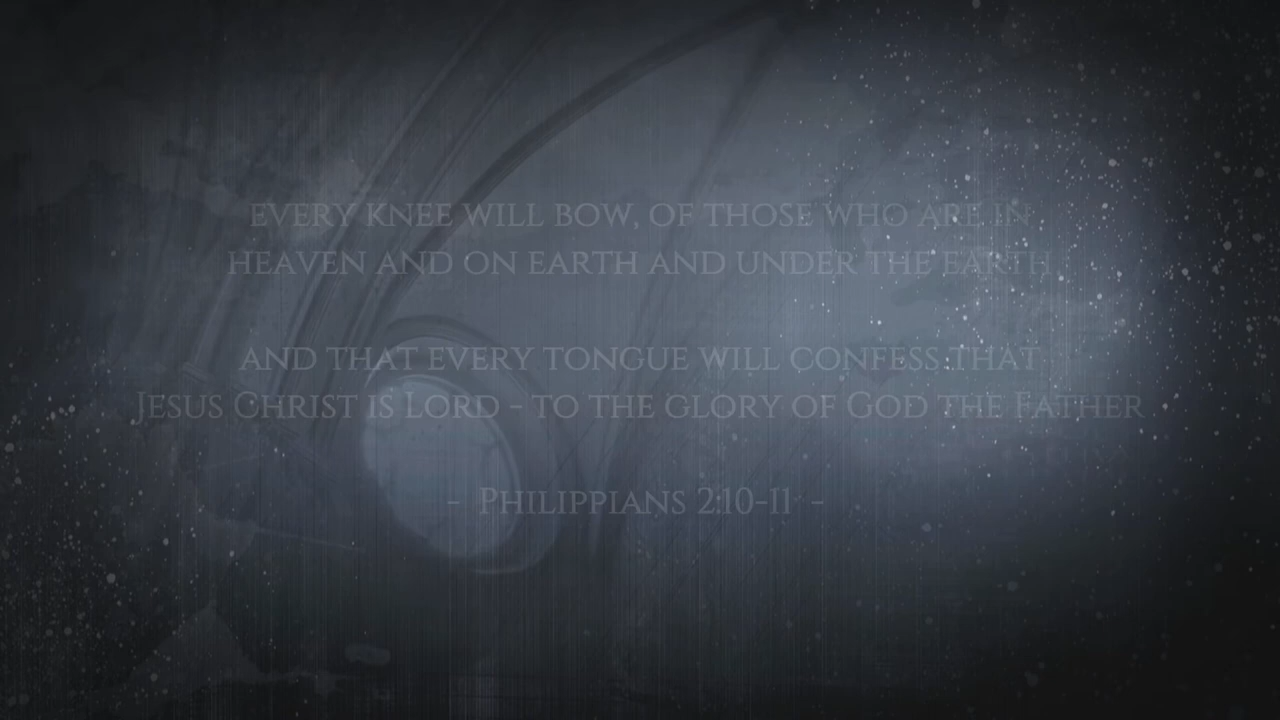 Every knee will bow, of those who are in
heaven and on earth and under the earth
and that every tongue will confess that
Jesus Christ is Lord - to the glory of God the Father
- Philippians 2:10-11 -